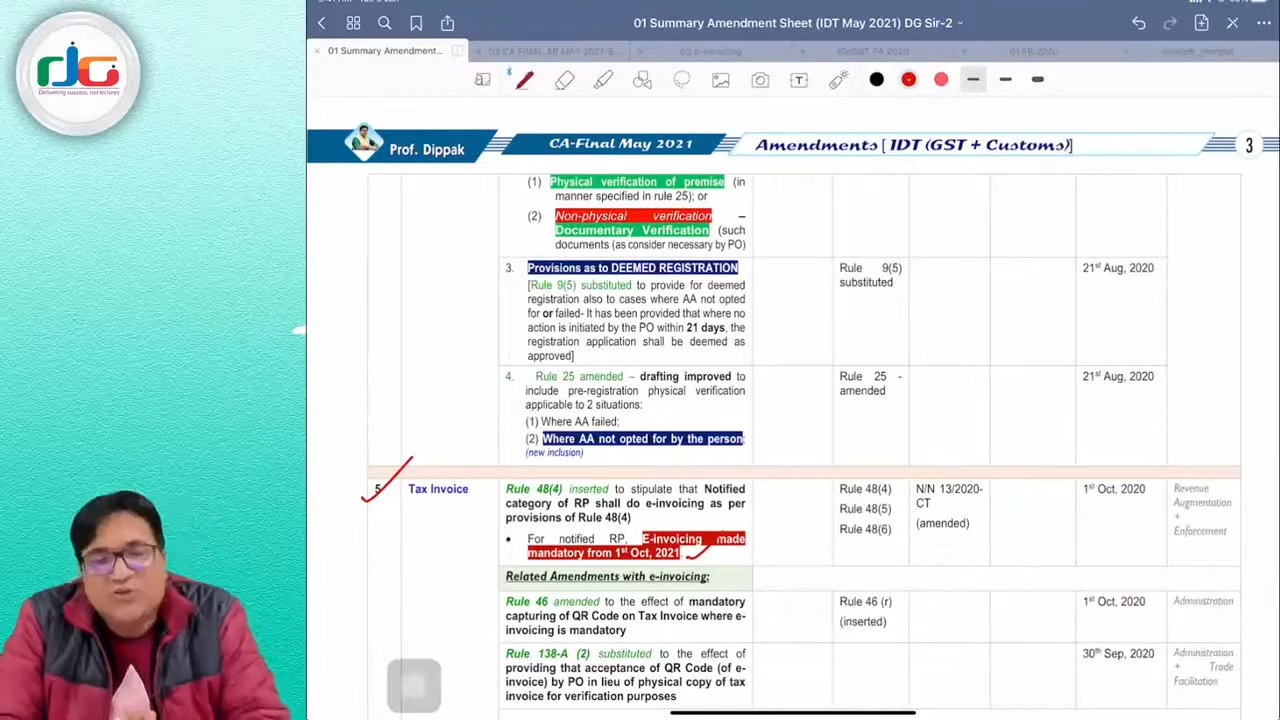 01 Summary Amendment Sheet (IDT May 2021) DG Sir-2
01 Summary Amendment...
Delivering success, not lectures
Prof. Dippak
CA-Final May 2021
Amendments [ IDT (GST + Customs)]
3
(1) Physical verification of premise (in
manner specified in rule 25); or
(2) Non-physical verification –
Documentary Verification (such
documents (as consider necessary by PO)
3. Provisions as to DEEMED REGISTRATION
[Rule 9(5) substituted to provide for deemed
registration also to cases where AA not opted
for or failed- It has been provided that where no
action is initiated by the PO within 21 days, the
registration application shall be deemed as
approved]
Rule 9(5)
substituted
21st Aug, 2020
4. Rule 25 amended – drafting improved to
include pre-registration physical verification
applicable to 2 situations:
(1) Where AA failed;
(2) Where AA not opted for by the person;
(new inclusion)
Rule 25 -
amended
21st Aug, 2020
5 Tax Invoice
Rule 48(4) inserted to stipulate that Notified
category of RP shall do e-invoicing as per
provisions of Rule 48(4)
• For notified RP, E-invoicing made
mandatory from 1st Oct, 2021
Rule 48(4)
Rule 48(5)
Rule 48(6)
N/N 13/2020-
CT
(amended)
1st Oct, 2020
Revenue
Augmentation
+
Enforcement
Related Amendments with e-invoicing:
Rule 46 amended to the effect of mandatory
capturing of QR Code on Tax Invoice where e-
invoicing is mandatory
Rule 46 (r)
(inserted)
1st Oct, 2020
Administration
Rule 138-A (2) substituted to the effect of
providing that acceptance of QR Code (of e-
invoice) by PO in lieu of physical copy of tax
invoice for verification purposes
30th Sep, 2020
Administration
+ Trade
Facilitation